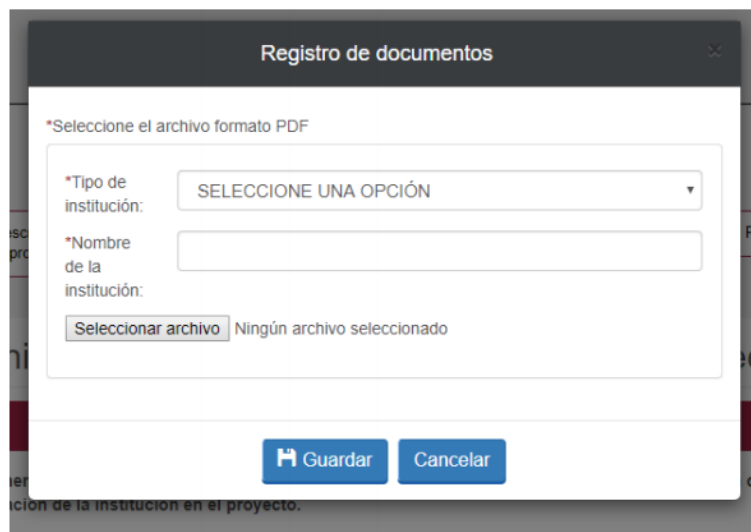 Registro de documentos
×
*Seleccione el archivo formato PDF
*Tipo de
institución:
SELECCIONE UNA OPCIÓN
*Nombre
de la
institución:
Seleccionar archivo Ningún archivo seleccionado
Guardar Cancelar
ción de la institución en el proyecto.